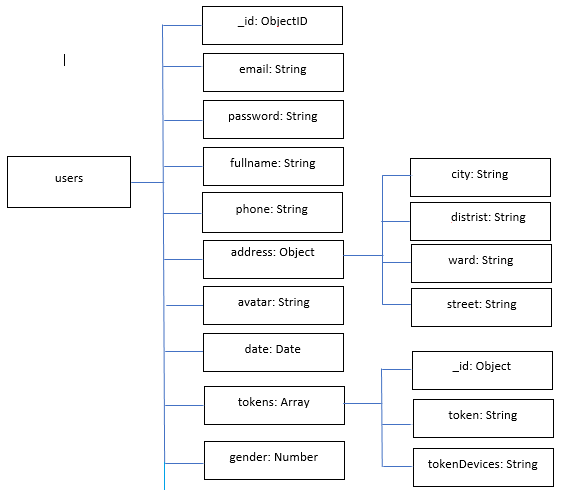 _id: ObjectID
email: String
password: String
users
fullname: String
phone: String
address: Object
avatar: String
date: Date
tokens: Array
gender: Number
city: String
distrist: String
ward: String
street: String
_id: Object
token: String
tokenDevices: String